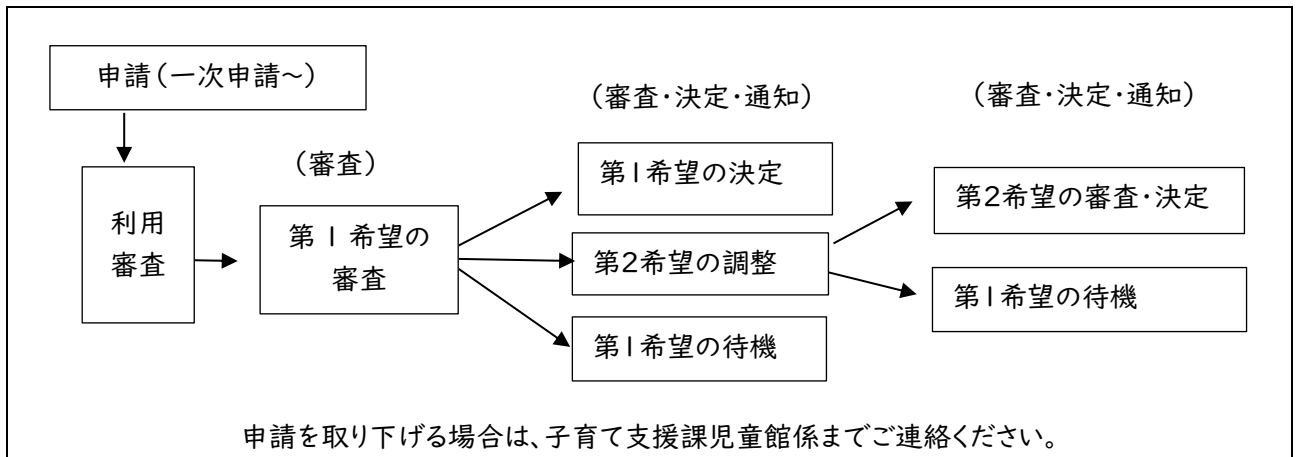 申請(一次申請~)
利用
審査
(審査)
第1希望の
審査
(審査・決定・通知)
第1希望の決定
第2希望の調整
第1希望の待機
(審査・決定・通知)
第2希望の審査・決定
第1希望の待機
申請を取り下げる場合は、子育て支援課児童館係までご連絡ください。